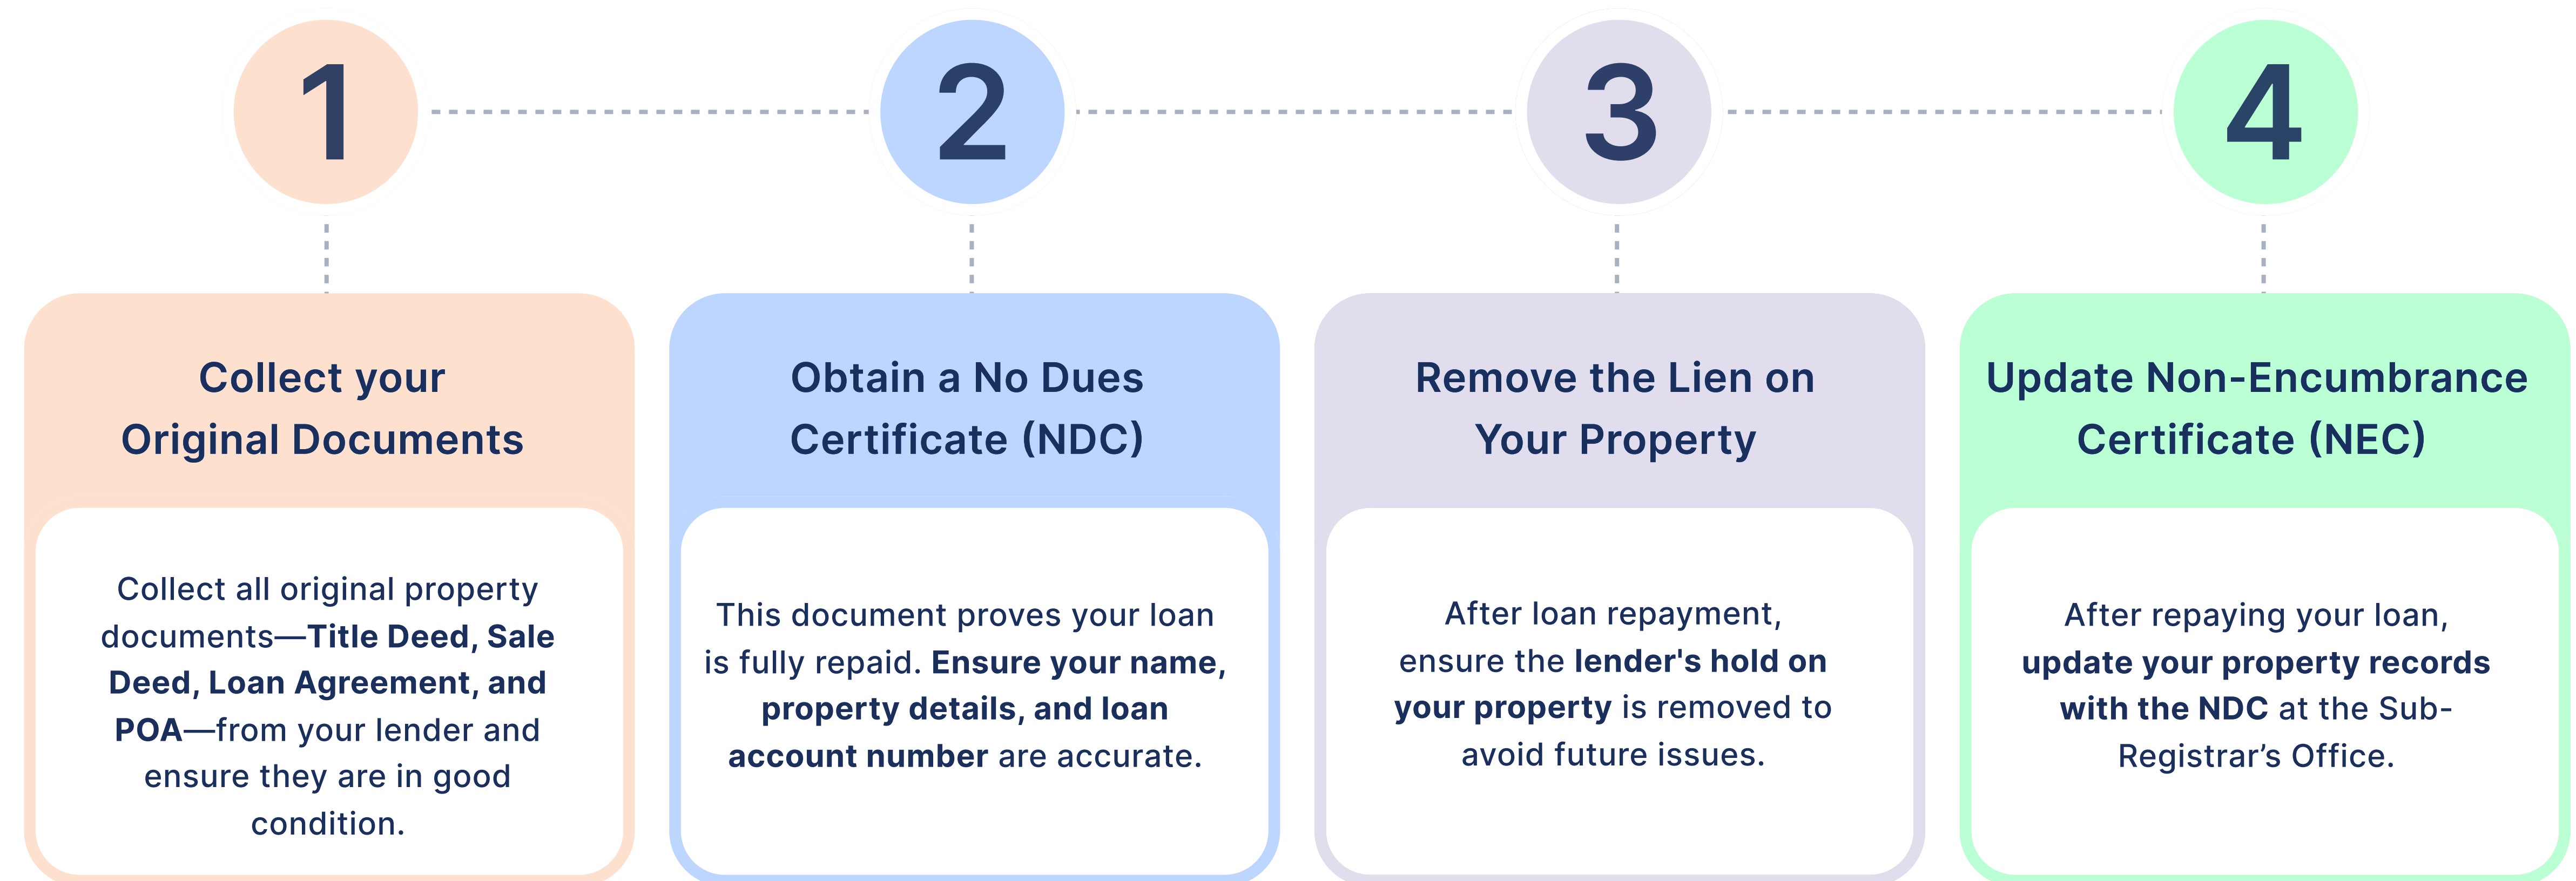 1
2
3
4
Collect your
Original Documents
Collect all original property
documents—Title Deed, Sale
Deed, Loan Agreement, and
POA—from your lender and
ensure they are in good
condition.
Obtain a No Dues
Certificate (NDC)
This document proves your loan
is fully repaid. Ensure your name,
property details, and loan
account number are accurate.
Remove the Lien on
Your Property
After loan repayment,
ensure the lender's hold on
your property is removed to
avoid future issues.
Update Non-Encumbrance
Certificate (NEC)
After repaying your loan,
update your property records
with the NDC at the Sub-
Registrar’s Office.